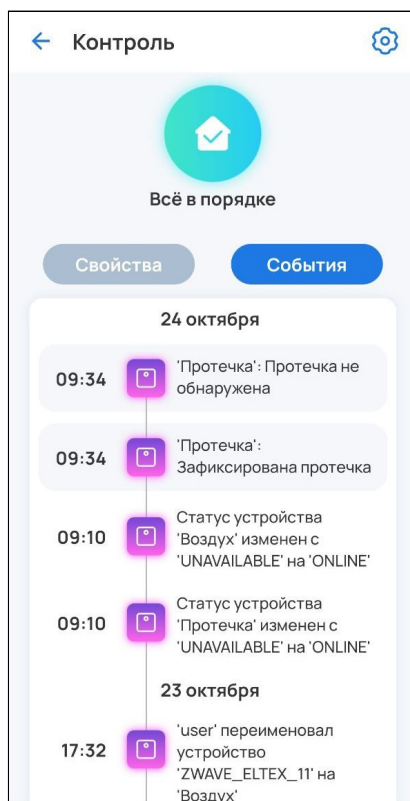 Контроль
Всё в порядке
Свойства
События
24 октября
09:34
'Протечка': Протечка не
обнаружена
09:34
'Протечка':
Зафиксирована протечка
09:10
Статус устройства
'Воздух' изменен с
'UNAVAILABLE' на 'ONLINE'
09:10
Статус устройства
'Протечка' изменен с
'UNAVAILABLE' на 'ONLINE'
23 октября
17:32
'user' переименовал
устройство
'ZWAVE_ELTEX_11' на
'Воздух'